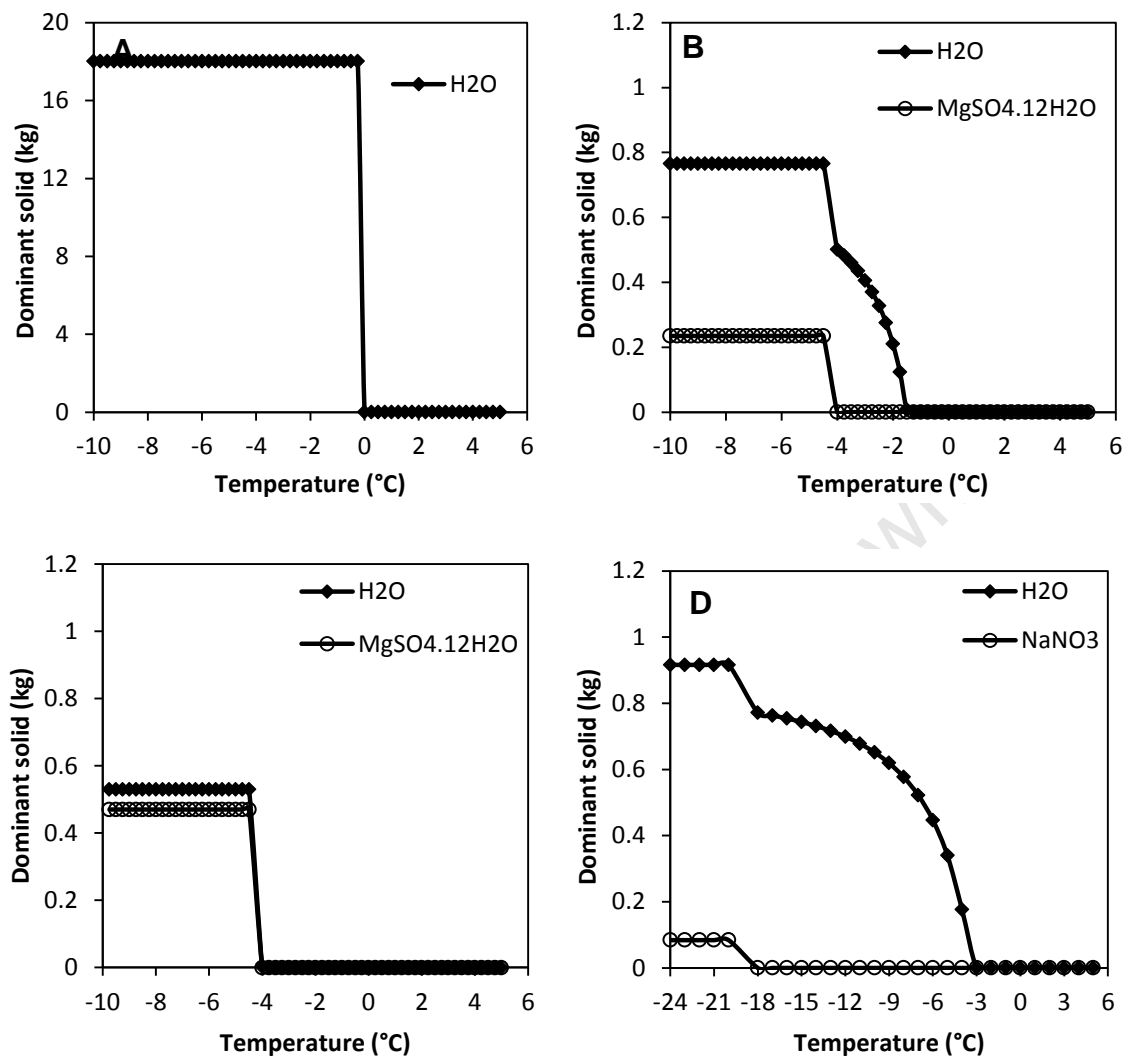 20
16
12
8
4
0
Dominant solid (kg)
A
H2O
-10 -8 -6 -4 -2 0 2 4 6
Temperature (°C)
1.2
1
0.8
0.6
0.4
0.2
0
Dominant solid (kg)
B
H2O
MgSO4.12H2O
-10 -8 -6 -4 -2 0 2 4 6
Temperature (°C)
1.2
1
0.8
0.6
0.4
0.2
0
Dominant solid (kg)
H2O
MgSO4.12H2O
-10 -8 -6 -4 -2 0 2 4 6
Temperature (°C)
1.2
1
0.8
0.6
0.4
0.2
0
Dominant solid (kg)
D
H2O
NaNO3
-24 -21 -18 -15 -12 -9 -6 -3 0 3 6
Temperature (°C)